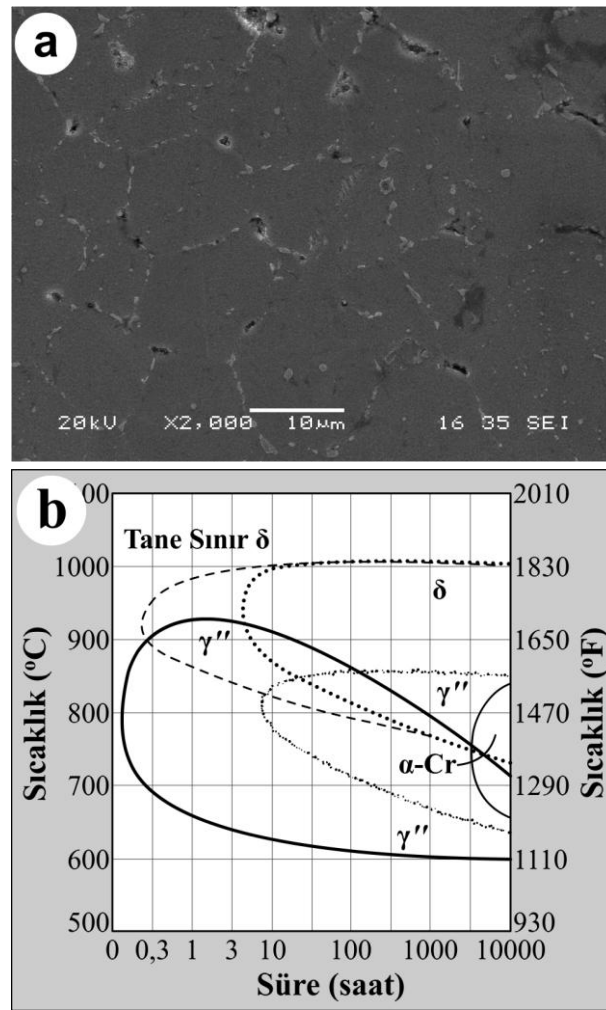 a
20kV X2,000 10µm 16 35 SEI
b
Tane Sınır δ
δ
γ''
γ''
α-Cr
γ''
1000
900
800
700
600
500
2010
1830
1650
1470
1290
1110
930
Sıcaklık (ºC)
Sıcaklık (ºF)
0 0,3 1 3 10 100 1000 10000
Süre (saat)